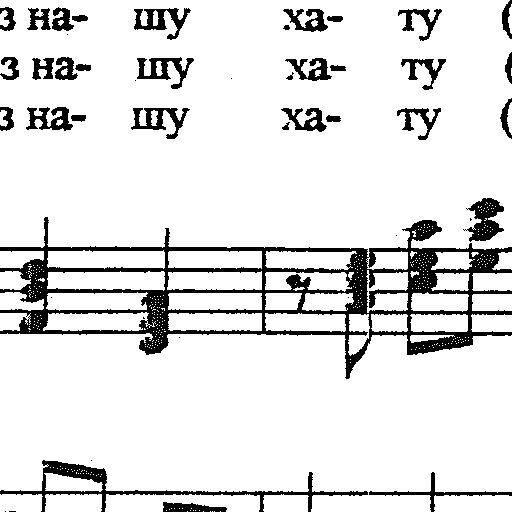 з на- шу ха- ту (
з на- шу ха- ту (
з на- шу ха- ту (